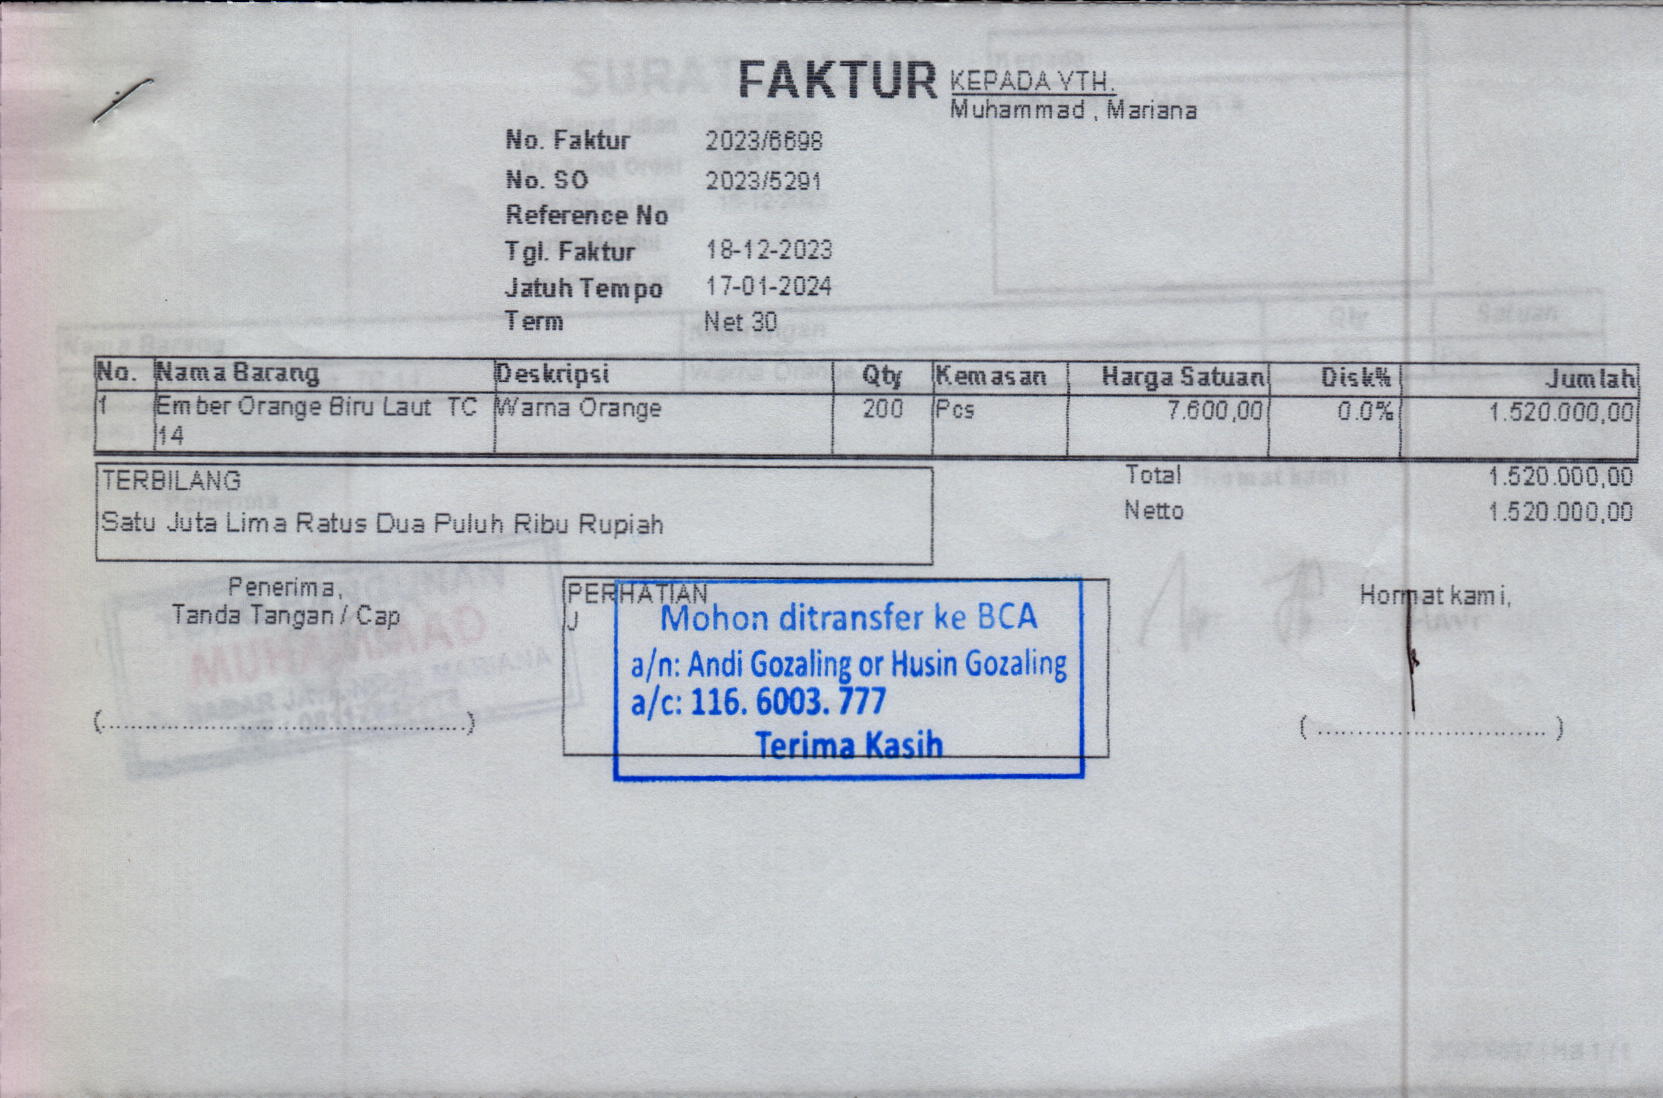 FAKTUR
KEPADA YTH.
Muhammad , Mariana
No. Faktur 2023/6698
No. SO 2023/5291
Reference No
Tgl. Faktur 18-12-2023
Jatuh Tempo 17-01-2024
Term Net 30
No. Nama Barang Deskripsi Qty Kemasan Harga Satuan Disk% Jumlah
1 Ember Orange Biru Laut TC Warna Orange 200 Pcs 7.600,00 0.0% 1.520.000,00
14
TERBILANG
Satu Juta Lima Ratus Dua Puluh Ribu Rupiah
Total 1.520.000,00
Netto 1.520.000,00
Penerima,
Tanda Tangan / Cap
(....................................................)
PERHATIAN
J
Mohon ditransfer ke BCA
a/n: Andi Gozaling or Husin Gozaling
a/c: 116. 6003. 777
Terima Kasih
Hormat kami,
( ................................ )